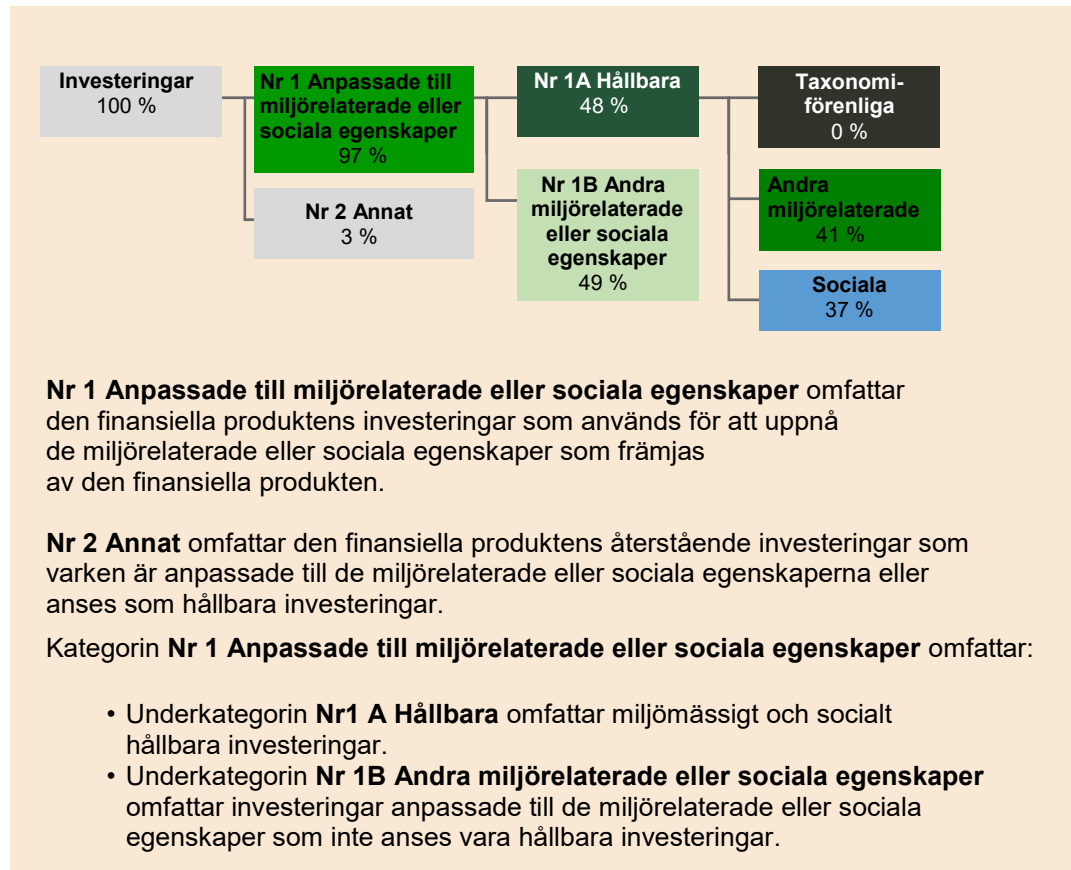 Investeringar
100 %
Nr 1 Anpassade till
miljörelaterade eller
sociala egenskaper
97 %
Nr 2 Annat
3 %
Nr 1A Hållbara
48 %
Nr 1B Andra
miljörelaterade
eller sociala
egenskaper
49 %
Taxonomi-
förenliga
0 %
Andra
miljörelaterade
41 %
Sociala
37 %
Nr 1 Anpassade till miljörelaterade eller sociala egenskaper omfattar
den finansiella produktens investeringar som används för att uppnå
de miljörelaterade eller sociala egenskaper som främjas
av den finansiella produkten.
Nr 2 Annat omfattar den finansiella produktens återstående investeringar som
varken är anpassade till de miljörelaterade eller sociala egenskaperna eller
anses som hållbara investeringar.
Kategorin Nr 1 Anpassade till miljörelaterade eller sociala egenskaper omfattar:
• Underkategorin Nr1 A Hållbara omfattar miljömässigt och socialt
hållbara investeringar.
• Underkategorin Nr 1B Andra miljörelaterade eller sociala egenskaper
omfattar investeringar anpassade till de miljörelaterade eller sociala
egenskaper som inte anses vara hållbara investeringar.